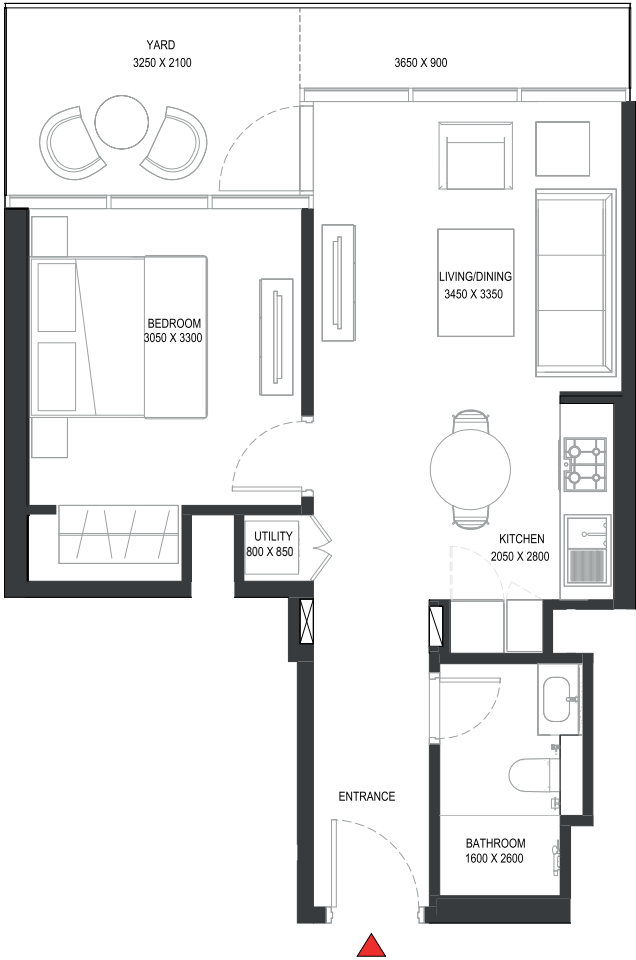 YARD
3250 X 2100
3650 X 900
LIVING/DINING
3450 X 3350
BEDROOM
3050 X 3300
UTILITY
800 X 850
KITCHEN
2050 X 2800
ENTRANCE
BATHROOM
1600 X 2600